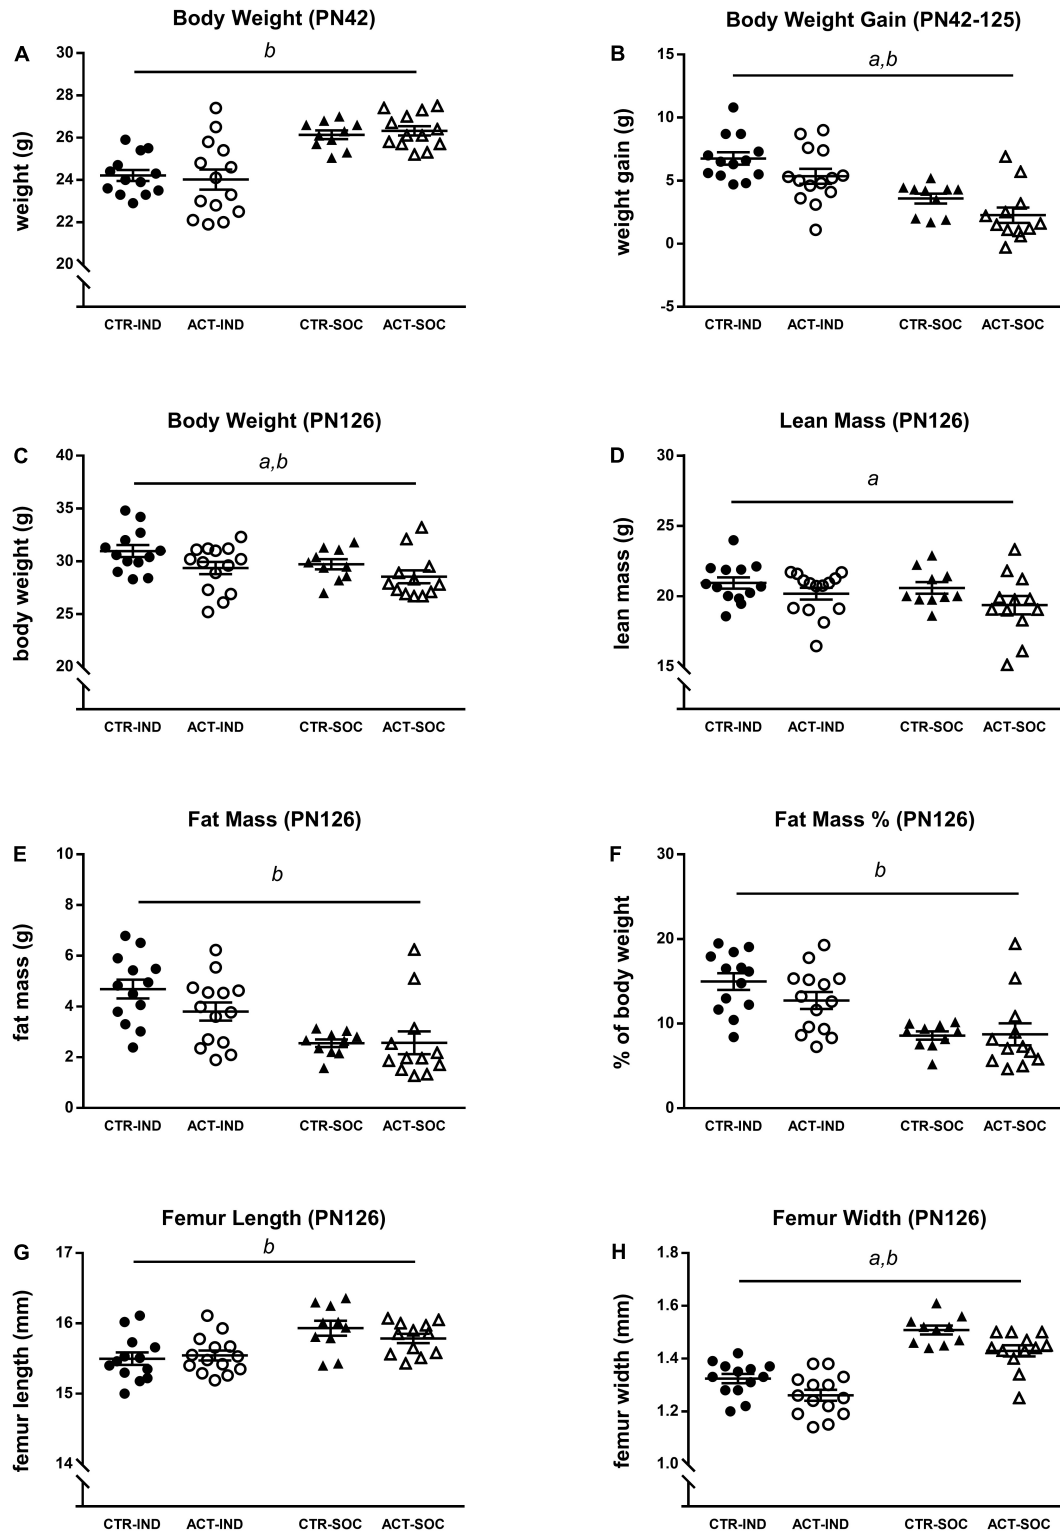 Body Weight (PN42)
A
b
weight (g)
30
28
26
24
22
20
CTR-IND ACT-IND CTR-SOC ACT-SOC
Body Weight Gain (PN42-125)
B
a,b
weight gain (g)
15
10
5
0
-5
CTR-IND ACT-IND CTR-SOC ACT-SOC
Body Weight (PN126)
C
a,b
body weight (g)
40
35
30
25
20
CTR-IND ACT-IND CTR-SOC ACT-SOC
Lean Mass (PN126)
D
a
lean mass (g)
30
25
20
15
CTR-IND ACT-IND CTR-SOC ACT-SOC
Fat Mass (PN126)
E
b
fat mass (g)
10
8
6
4
2
0
CTR-IND ACT-IND CTR-SOC ACT-SOC
Fat Mass % (PN126)
F
b
% of body weight
30
20
10
0
CTR-IND ACT-IND CTR-SOC ACT-SOC
Femur Length (PN126)
G
b
femur length (mm)
17
16
15
14
CTR-IND ACT-IND CTR-SOC ACT-SOC
Femur Width (PN126)
H
a,b
femur width (mm)
1.8
1.6
1.4
1.2
1.0
CTR-IND ACT-IND CTR-SOC ACT-SOC